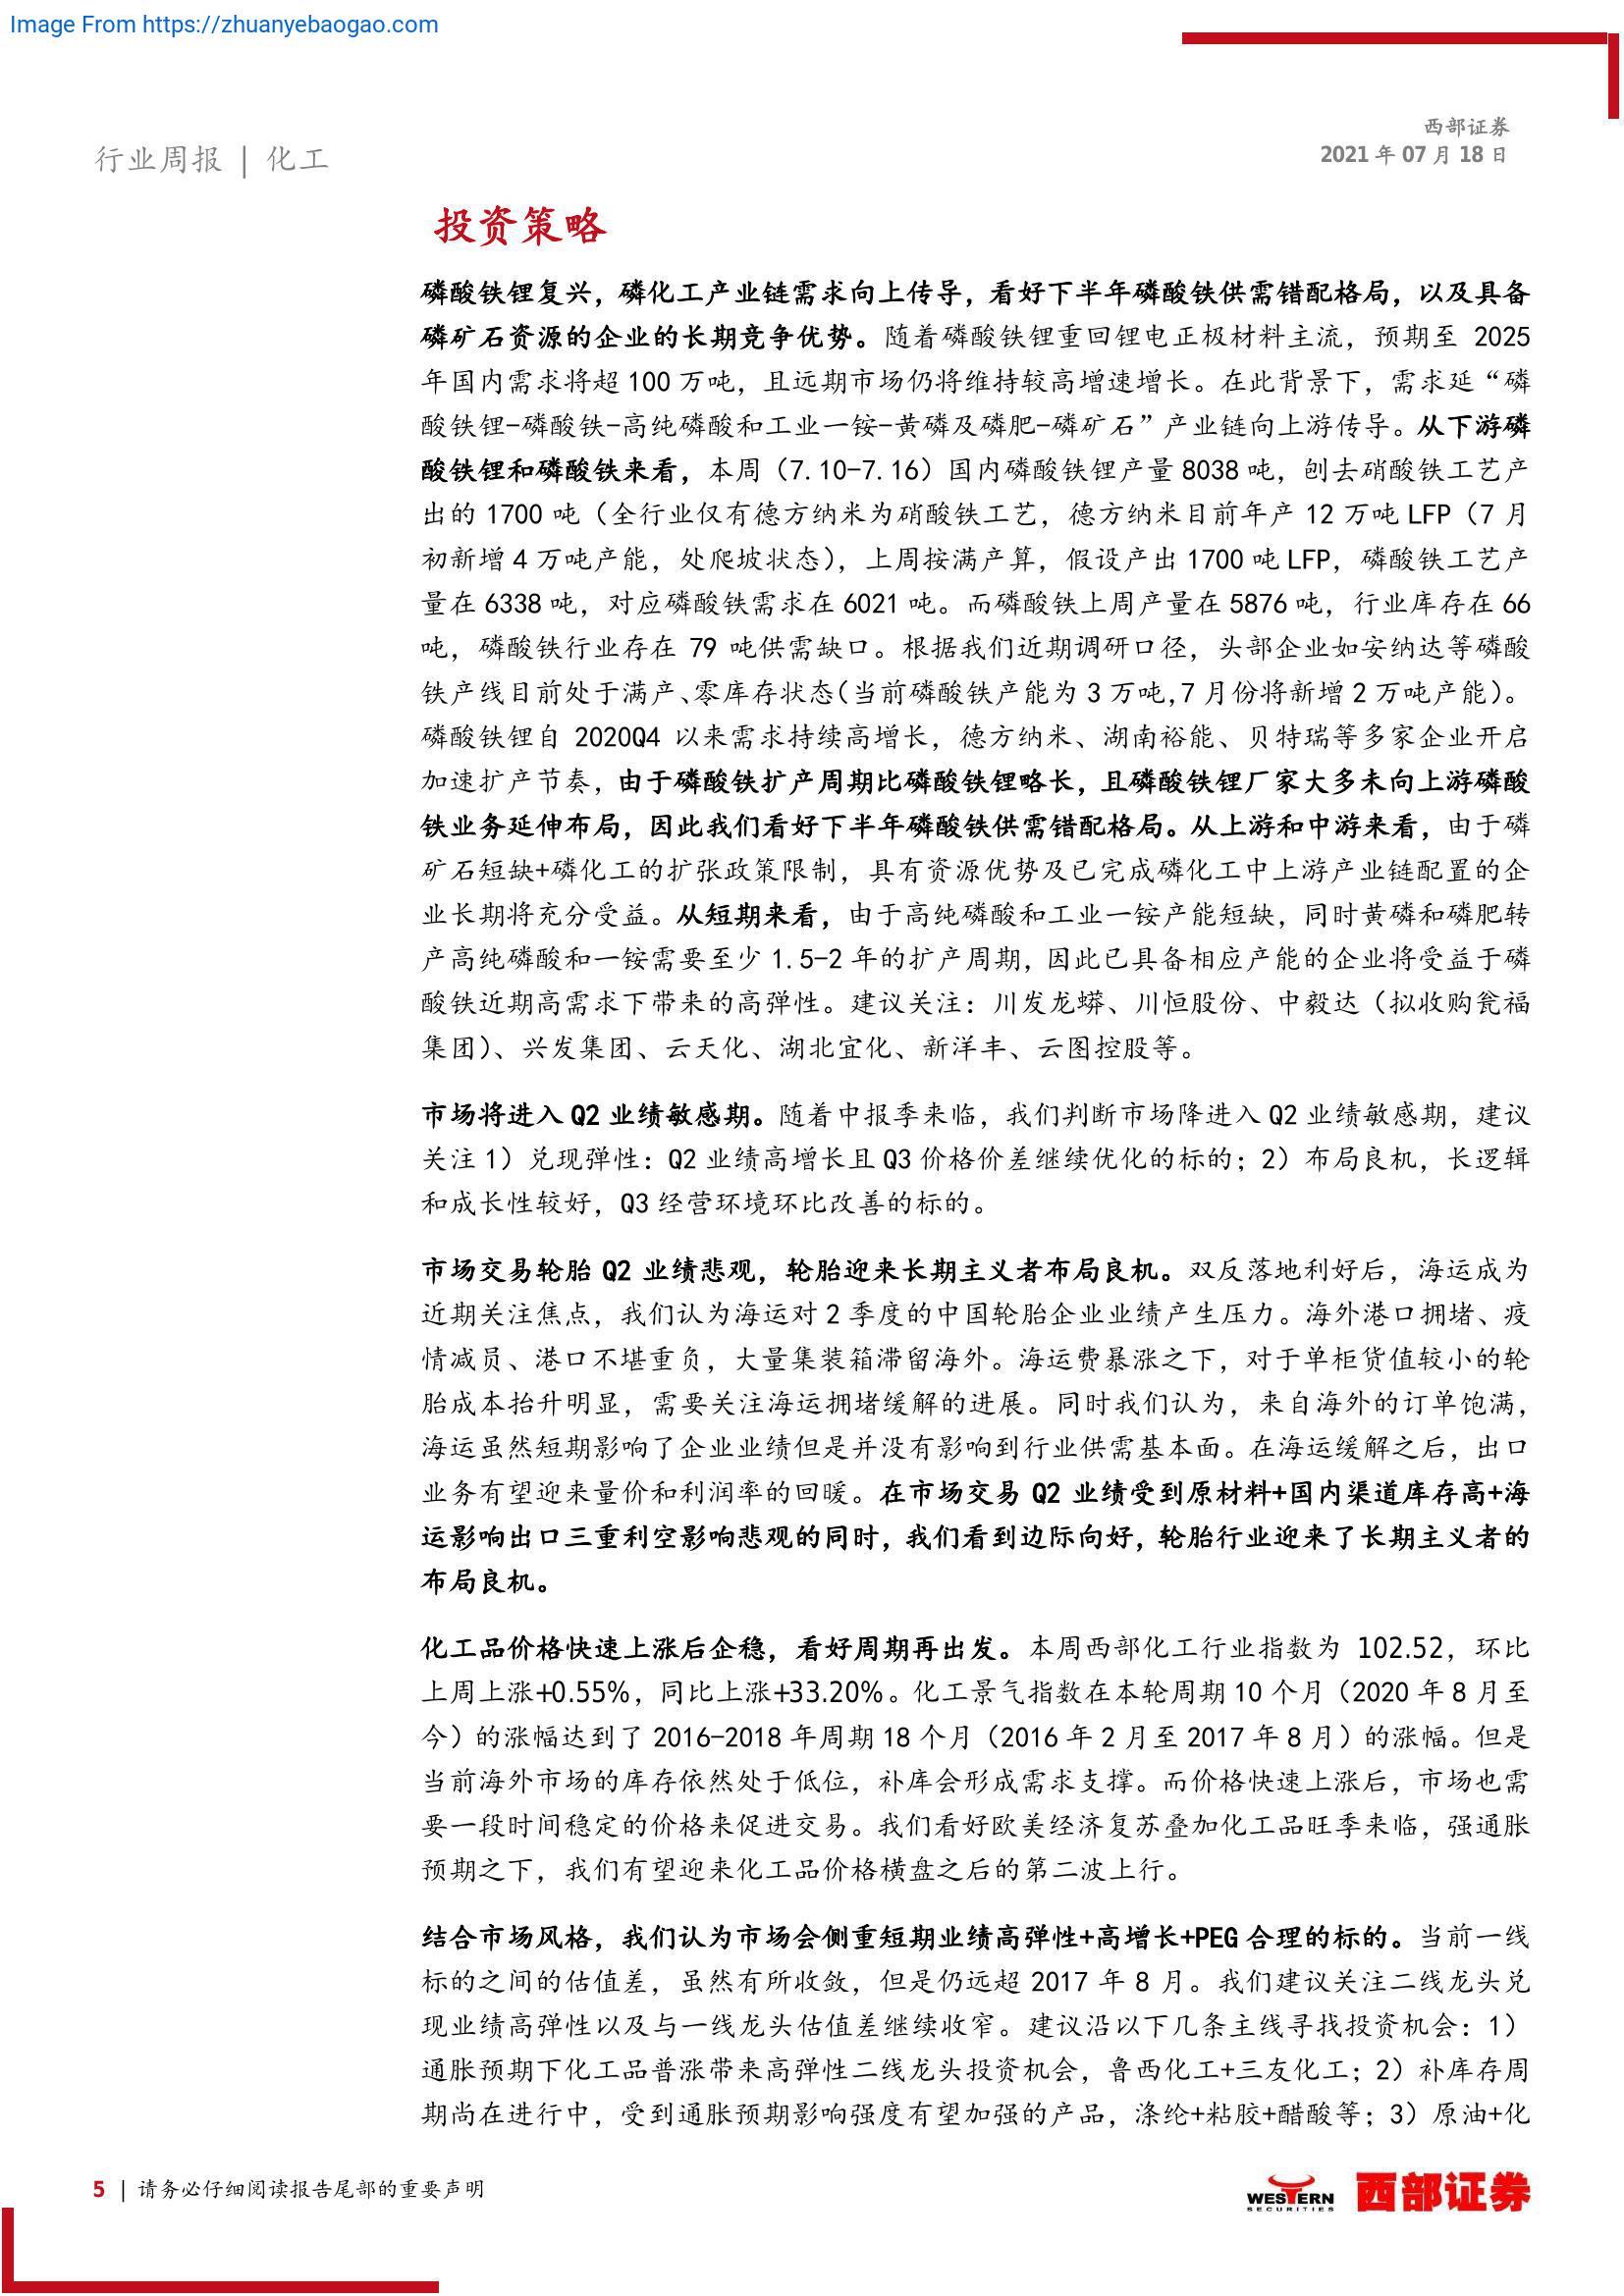 Image From https://zhuanyebaogao.com
西部证券
2021 年 07 月 18 日
行业周报 | 化工
投资策略
磷酸铁锂复兴，磷化工产业链需求向上传导，看好下半年磷酸铁供需错配格局，以及具备
磷矿石资源的企业的长期竞争优势。随着磷酸铁锂重回锂电正极材料主流，预期至 2025
年国内需求将超 100 万吨，且远期市场仍将维持较高增速增长。在此背景下，需求延“磷
酸铁锂-磷酸铁-高纯磷酸和工业一铵-黄磷及磷肥-磷矿石”产业链向上游传导。从下游磷
酸铁锂和磷酸铁来看，本周（7.10-7.16）国内磷酸铁锂产量 8038 吨，刨去硝酸铁工艺产
出的 1700 吨（全行业仅有德方纳米为硝酸铁工艺，德方纳米目前年产 12 万吨 LFP（7 月
初新增 4 万吨产能，处爬坡状态），上周按满产算，假设产出 1700 吨 LFP，磷酸铁工艺产
量在 6338 吨，对应磷酸铁需求在 6021 吨。而磷酸铁上周产量在 5876 吨，行业库存在 66
吨，磷酸铁行业存在 79 吨供需缺口。根据我们近期调研口径，头部企业如安纳达等磷酸
铁产线目前处于满产、零库存状态（当前磷酸铁产能为 3 万吨,7 月份将新增 2 万吨产能）。
磷酸铁锂自 2020Q4 以来需求持续高增长，德方纳米、湖南裕能、贝特瑞等多家企业开启
加速扩产节奏，由于磷酸铁扩产周期比磷酸铁锂略长，且磷酸铁锂厂家大多未向上游磷酸
铁业务延伸布局，因此我们看好下半年磷酸铁供需错配格局。从上游和中游来看，由于磷
矿石短缺+磷化工的扩张政策限制，具有资源优势及已完成磷化工中上游产业链配置的企
业长期将充分受益。从短期来看，由于高纯磷酸和工业一铵产能短缺，同时黄磷和磷肥转
产高纯磷酸和一铵需要至少 1.5-2 年的扩产周期，因此已具备相应产能的企业将受益于磷
酸铁近期高需求下带来的高弹性。建议关注：川发龙蟒、川恒股份、中毅达（拟收购瓮福
集团）、兴发集团、云天化、湖北宜化、新洋丰、云图控股等。
市场将进入 Q2 业绩敏感期。随着中报季来临，我们判断市场降进入 Q2 业绩敏感期，建议
关注 1）兑现弹性：Q2 业绩高增长且 Q3 价格价差继续优化的标的；2）布局良机，长逻辑
和成长性较好，Q3 经营环境环比改善的标的。
市场交易轮胎 Q2 业绩悲观，轮胎迎来长期主义者布局良机。双反落地利好后，海运成为
近期关注焦点，我们认为海运对 2 季度的中国轮胎企业业绩产生压力。海外港口拥堵、疫
情减员、港口不堪重负，大量集装箱滞留海外。海运费暴涨之下，对于单柜货值较小的轮
胎成本抬升明显，需要关注海运拥堵缓解的进展。同时我们认为，来自海外的订单饱满，
海运虽然短期影响了企业业绩但是并没有影响到行业供需基本面。在海运缓解之后，出口
业务有望迎来量价和利润率的回暖。在市场交易 Q2 业绩受到原材料+国内渠道库存高+海
运影响出口三重利空影响悲观的同时，我们看到边际向好，轮胎行业迎来了长期主义者的
布局良机。
化工品价格快速上涨后企稳，看好周期再出发。本周西部化工行业指数为 102.52，环比
上周上涨+0.55%，同比上涨+33.20%。化工景气指数在本轮周期 10 个月（2020 年 8 月至
今）的涨幅达到了 2016-2018 年周期 18 个月（2016 年 2 月至 2017 年 8 月）的涨幅。但是
当前海外市场的库存依然处于低位，补库会形成需求支撑。而价格快速上涨后，市场也需
要一段时间稳定的价格来促进交易。我们看好欧美经济复苏叠加化工品旺季来临，强通胀
预期之下，我们有望迎来化工品价格横盘之后的第二波上行。
结合市场风格，我们认为市场会侧重短期业绩高弹性+高增长+PEG 合理的标的。当前一线
标的之间的估值差，虽然有所收敛，但是仍远超 2017 年 8 月。我们建议关注二线龙头兑
现业绩高弹性以及与一线龙头估值差继续收窄。建议沿以下几条主线寻找投资机会：1）
通胀预期下化工品普涨带来高弹性二线龙头投资机会，鲁西化工+三友化工；2）补库存周
期尚在进行中，受到通胀预期影响强度有望加强的产品，涤纶+粘胶+醋酸等；3）原油+化
5 | 请务必仔细阅读报告尾部的重要声明
WESTERN
SECURITIES
西部证券